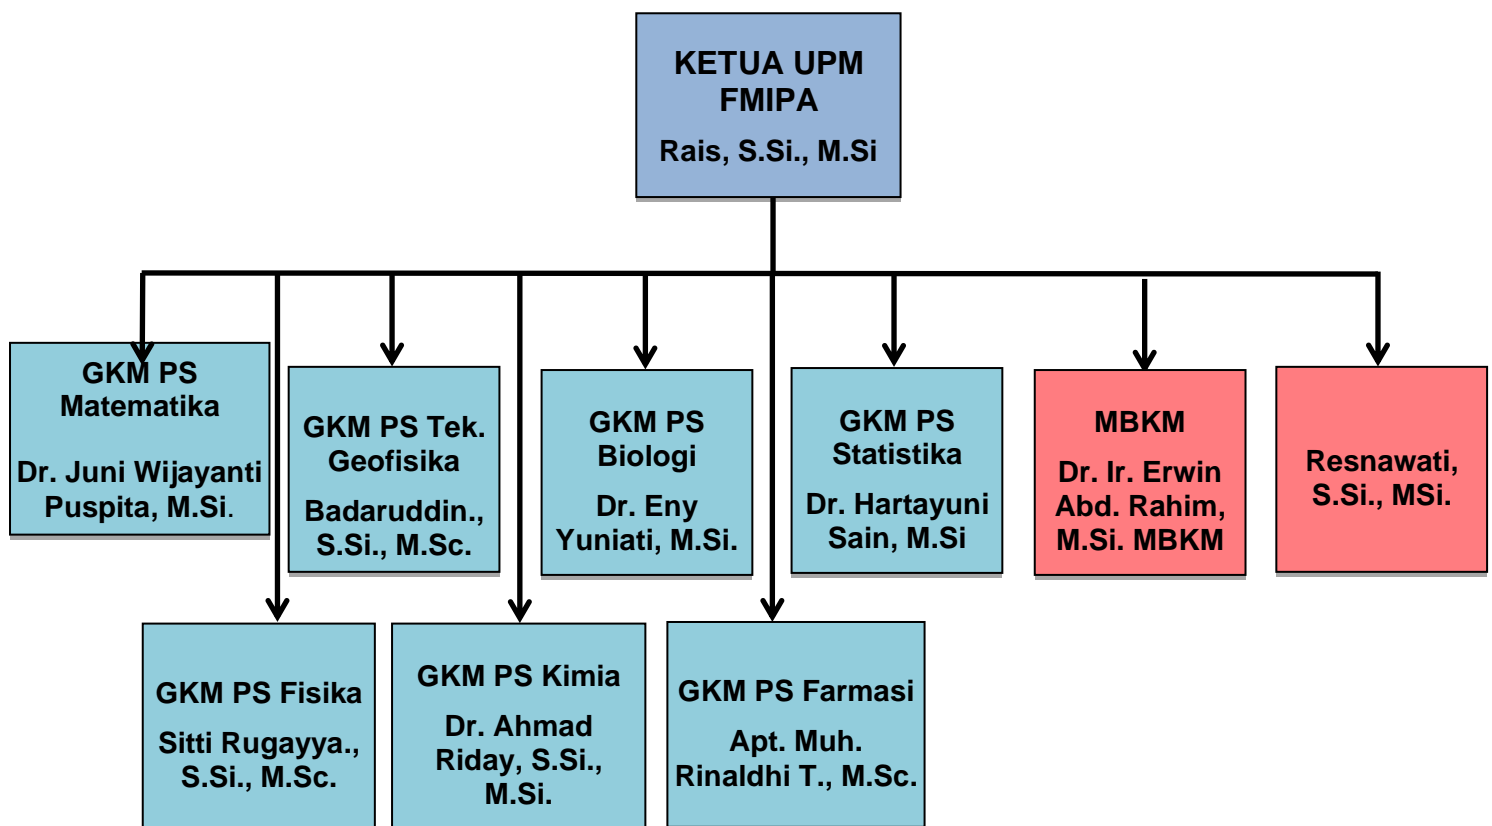 KETUA UPM
FMIPA
Rais, S.Si., M.Si
GKM PS
Matematika
Dr. Juni Wijayanti
Puspita, M.Si.
GKM PS Tek.
Geofisika
Badaruddin.,
S.Si., M.Sc.
GKM PS
Biologi
Dr. Eny
Yuniati, M.Si.
GKM PS
Statistika
Dr. Hartayuni
Sain, M.Si
MBKM
Dr. Ir. Erwin
Abd. Rahim,
M.Si. MBKM
Resnawati,
S.Si., MSi.
GKM PS Fisika
Sitti Rugayya.,
S.Si., M.Sc.
GKM PS Kimia
Dr. Ahmad
Riday, S.Si.,
M.Si.
GKM PS Farmasi
Apt. Muh.
Rinaldhi T., M.Sc.